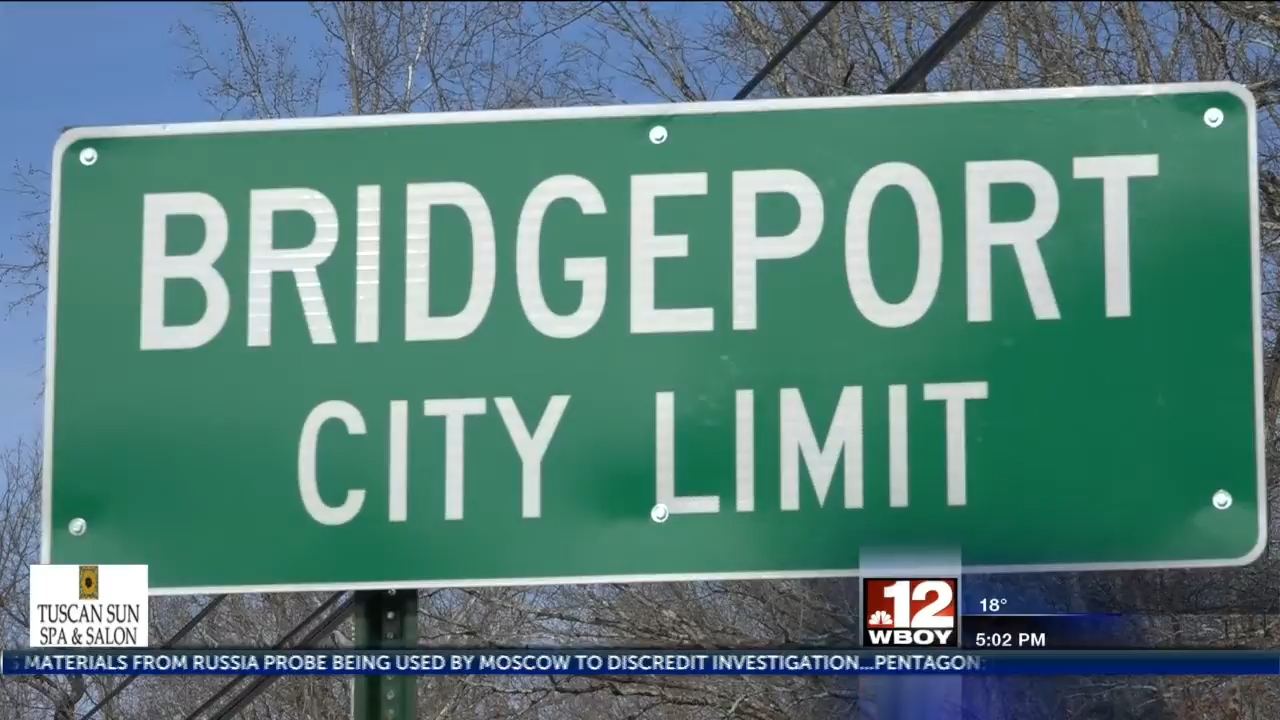 BRIDGEPORT
CITY LIMIT
TUSCAN SUN
SPA & SALON
12
WBOY
18°
5:02 PM
MATERIALS FROM RUSSIA PROBE BEING USED BY MOSCOW TO DISCREDIT INVESTIGATION...PENTAGON: